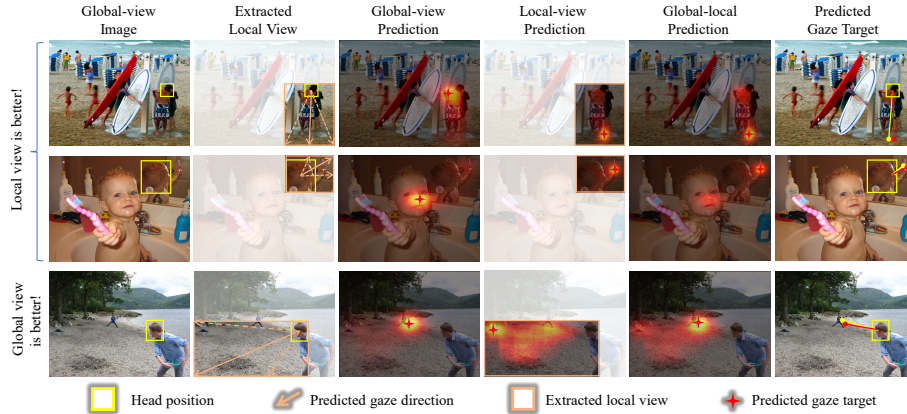 Global-view Image
Extracted Local View
Global-view Prediction
Local-view Prediction
Global-local Prediction
Predicted Gaze Target
Local view is better!
Global view is better!
Head position
Predicted gaze direction
Extracted local view
Predicted gaze target